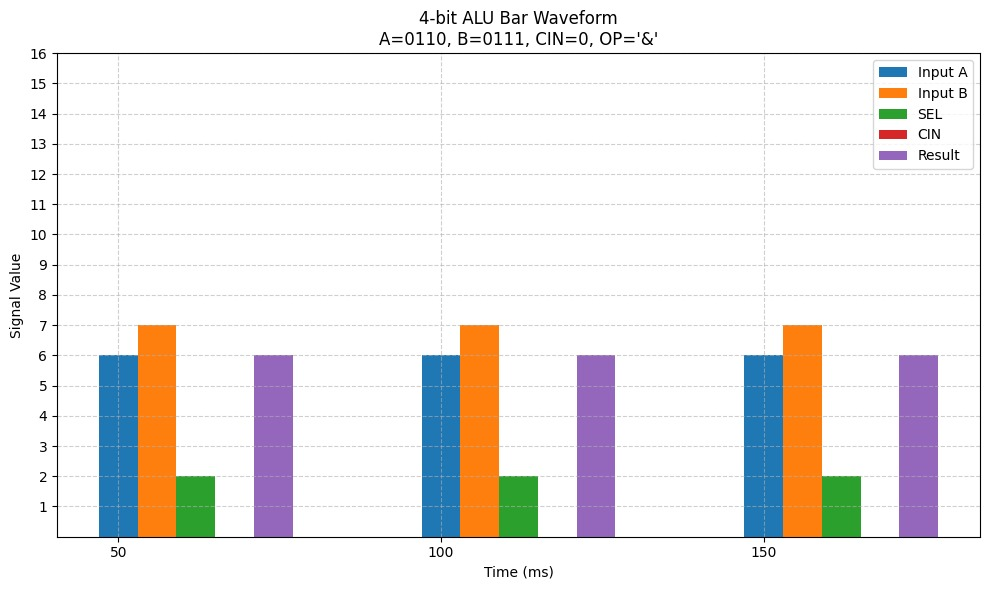 4-bit ALU Bar Waveform
A=0110, B=0111, CIN=0, OP='&'
16
15
14
13
12
11
10
9
8
7
6
5
4
3
2
1
Signal Value
Input A
Input B
SEL
CIN
Result
50 100 150
Time (ms)